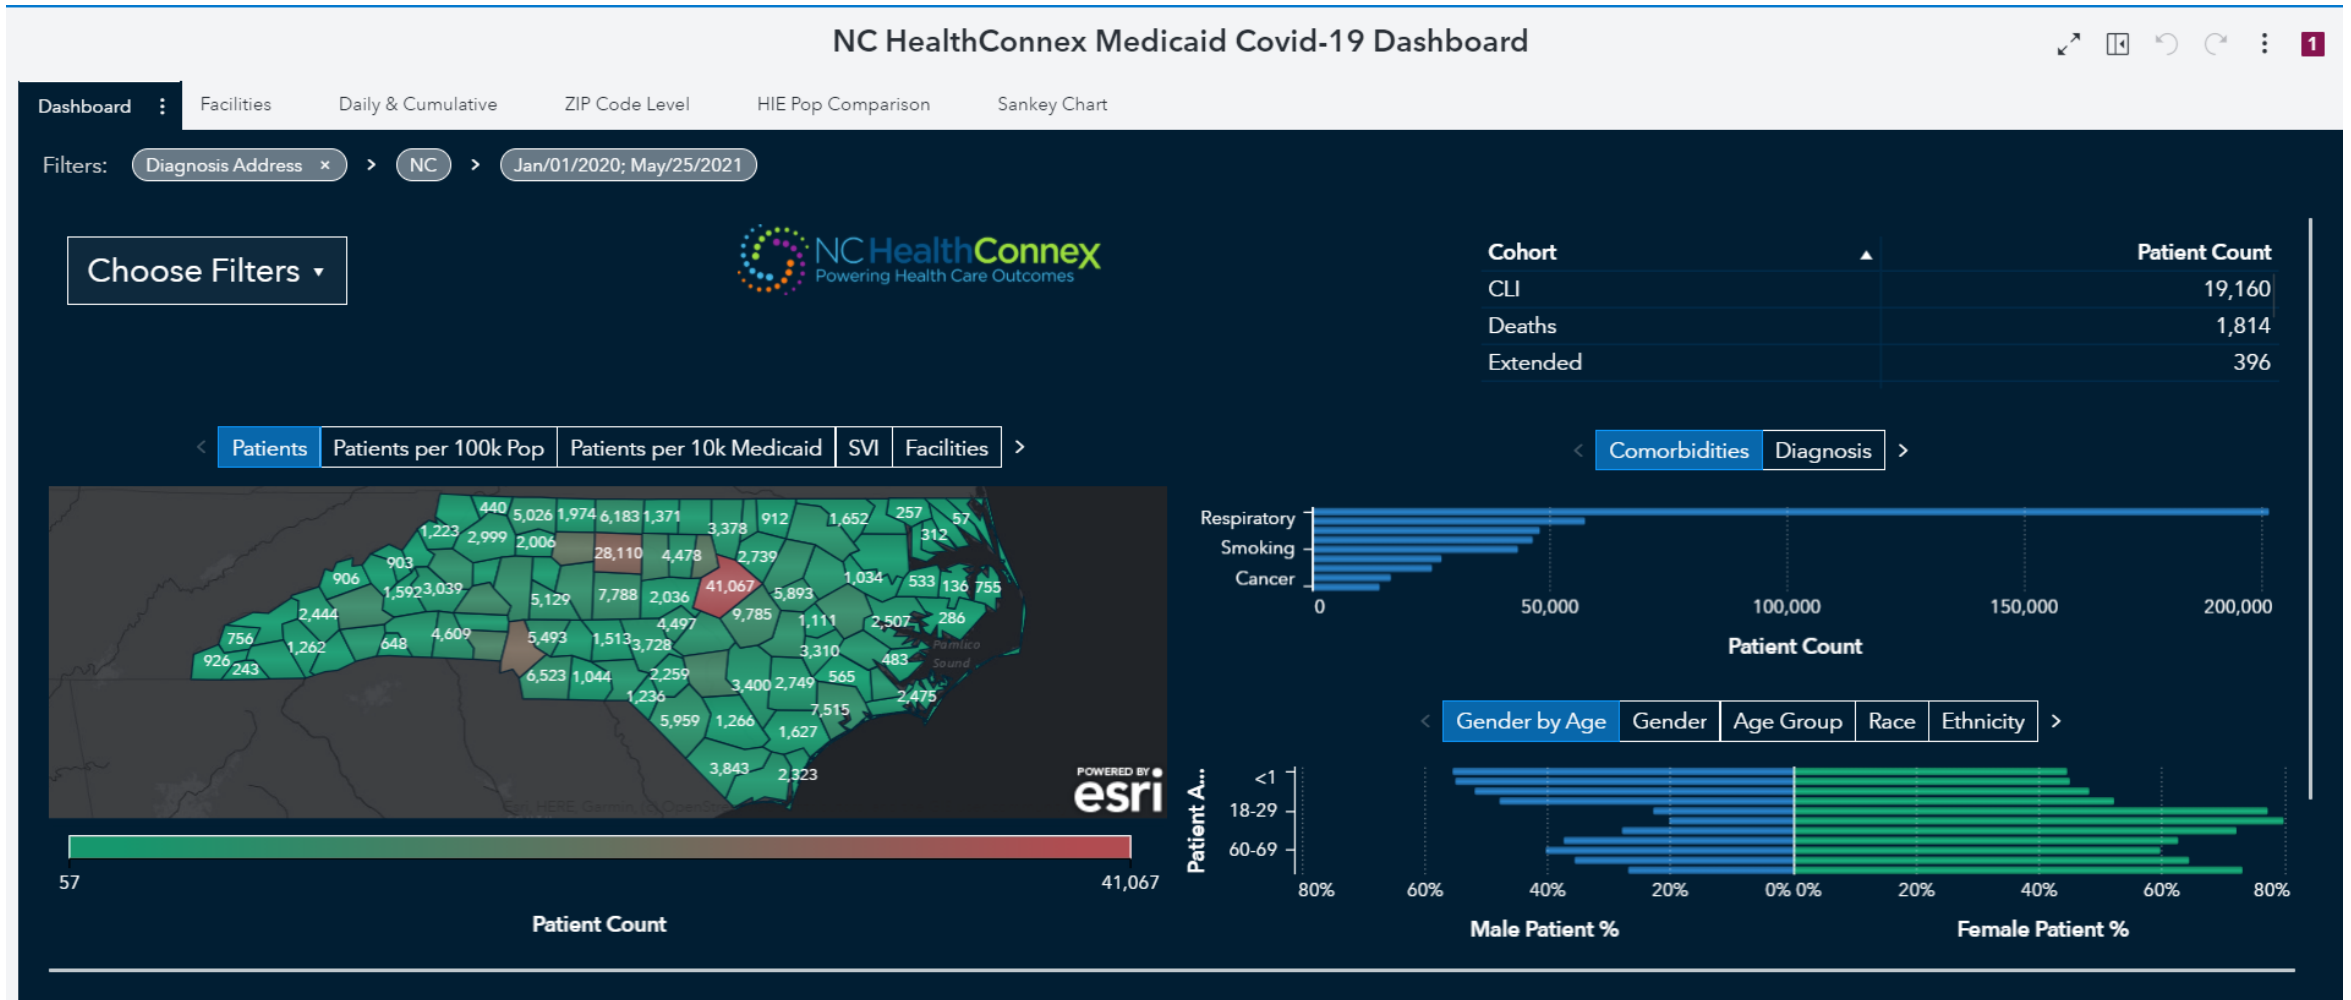 NC HealthConnex Medicaid Covid-19 Dashboard
1
Dashboard Facilities Daily & Cumulative ZIP Code Level HIE Pop Comparison Sankey Chart
Filters: Diagnosis Address × > NC > Jan/01/2020; May/25/2021
Choose Filters
NC HealthConnex
Powering Health Care Outcomes
Cohort Patient Count
CLI 19,160
Deaths 1,814
Extended 396
Patients Patients per 100k Pop Patients per 10k Medicaid SVI Facilities
440 5,026 1,974 6,183 1,371 3,378 912 1,652 257 57
1,223 2,999 2,006 312
903 28,110 4,478 2,739
906 1,592 3,039 5,129 7,788 2,036 41,067 5,893 1,034 533 136 755
2,444 4,497 9,785 1,111 2,507 286
756 1,262 648 4,609 5,493 1,513 3,728 3,310
926 243 483
Pamlico
Sound
6,523 1,044 2,259 3,400 2,749 565
1,236 2,475
5,959 1,266 7,515
1,627
3,843 2,323
POWERED BY
esri
Esri, HERE, Garmin, (c) OpenStre
57 41,067
Patient Count
Comorbidities Diagnosis
Respiratory
Smoking
Cancer
0 50,000 100,000 150,000 200,000
Patient Count
Gender by Age Gender Age Group Race Ethnicity
Patient A...
<1
18-29
60-69
80% 60% 40% 20% 0% 0% 20% 40% 60% 80%
Male Patient % Female Patient %